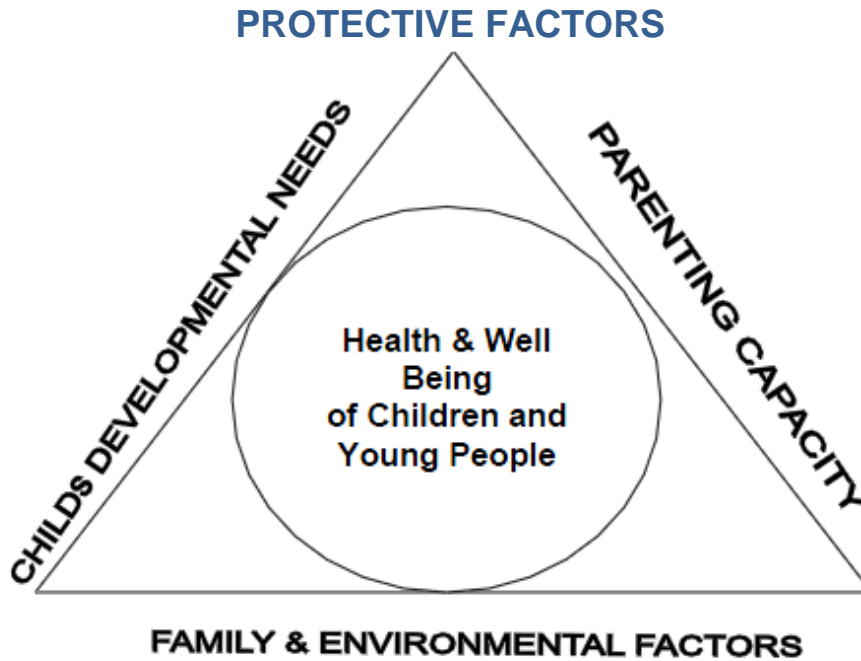 PROTECTIVE FACTORS
CHILDs DEVELOPMENTAL NEEDS
PARENTING CAPACITY
Health & Well
Being
of Children and
Young People
FAMILY & ENVIRONMENTAL FACTORS